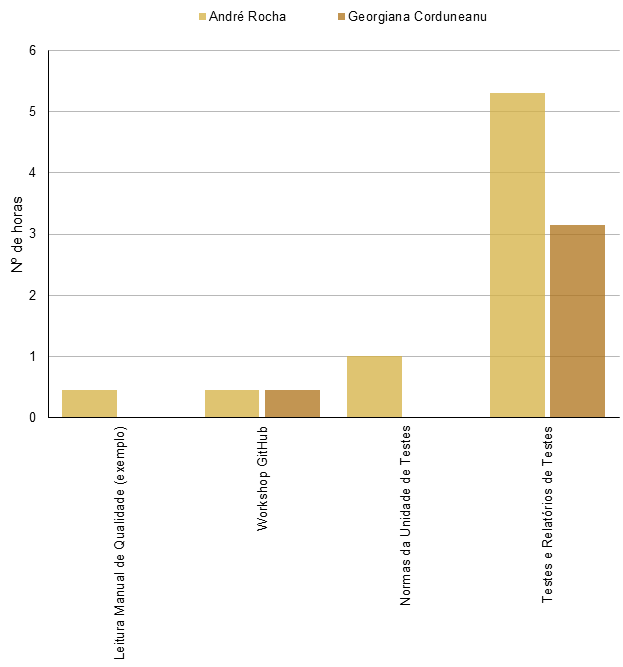 André Rocha
Georgiana Corduneanu
6
5
4
3
2
1
0
Nº de horas
Leitura Manual de Qualidade (exemplo)
Workshop GitHub
Normas da Unidade de Testes
Testes e Relatórios de Testes